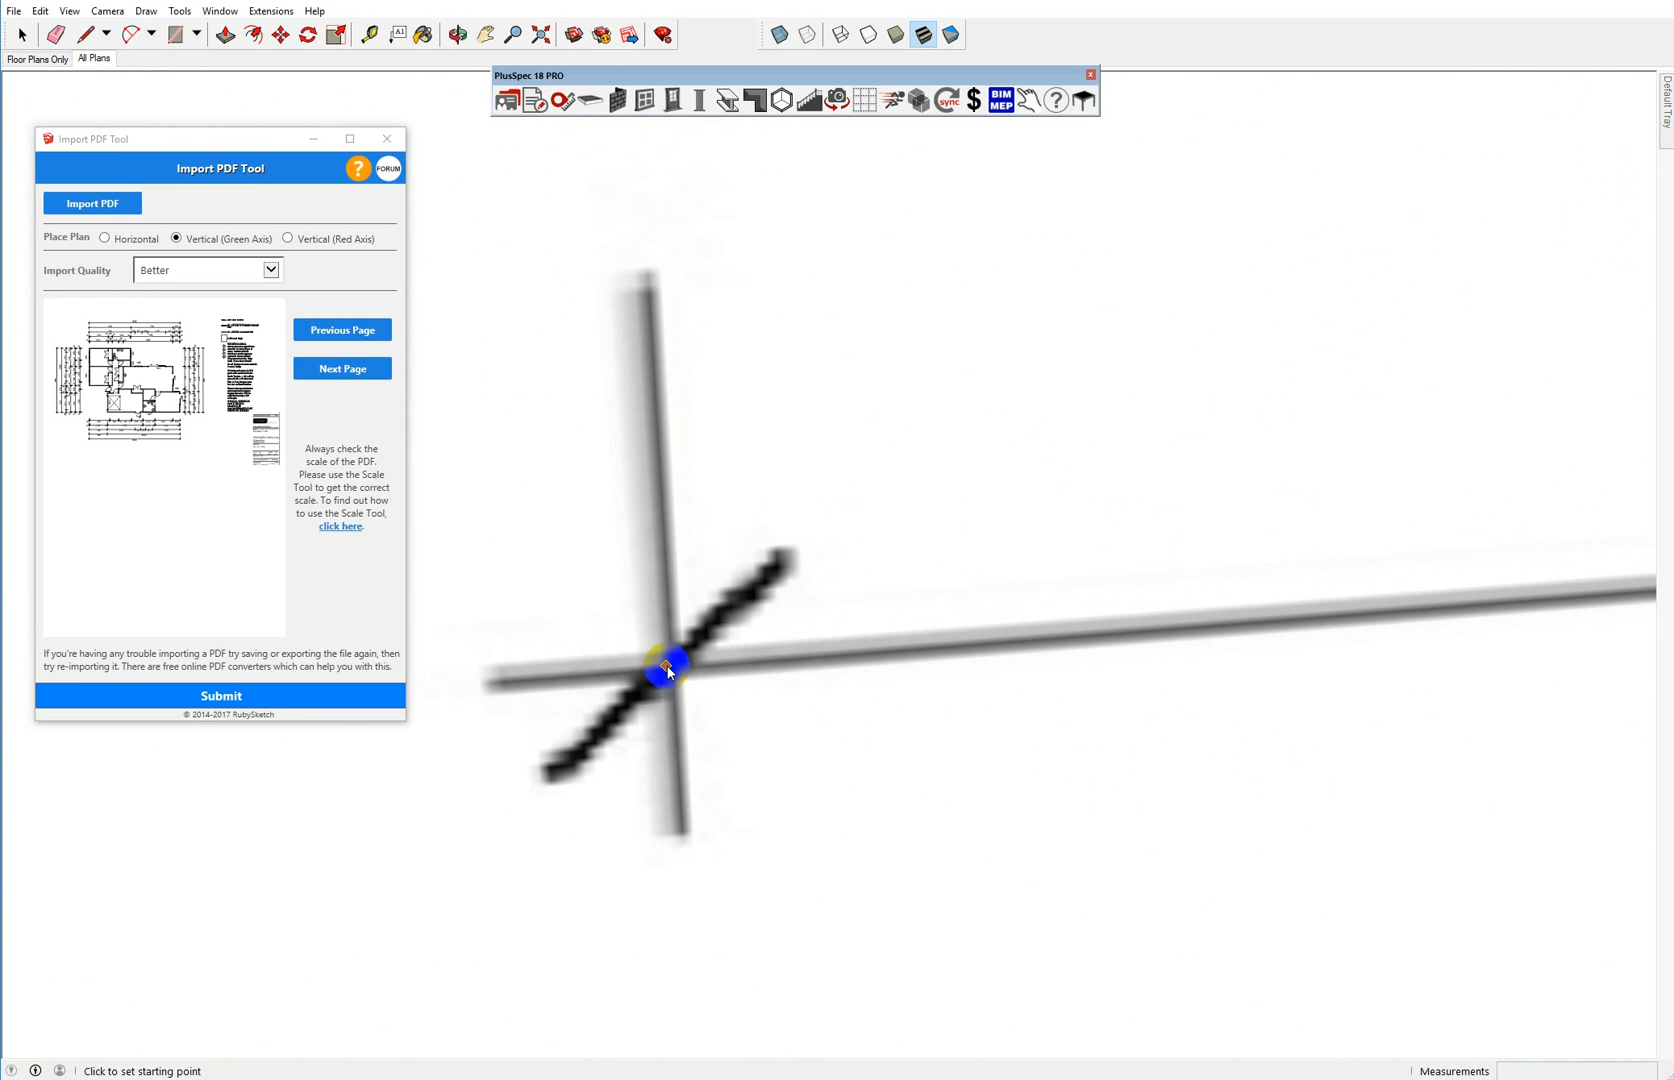 File Edit View Camera Draw Tools Window Extensions Help
A1
Floor Plans Only All Plans
PlusSpec 18 PRO
sync $ BIM MEP ?
Default Tray
Import PDF Tool
Import PDF Tool ? FORUM
Import PDF
Place Plan Horizontal Vertical (Green Axis) Vertical (Red Axis)
Import Quality Better
Previous Page
Next Page
Always check the
scale of the PDF.
Please use the Scale
Tool to get the correct
scale. To find out how
to use the Scale Tool,
click here.
If you're having any trouble importing a PDF try saving or exporting the file again, then
try re-importing it. There are free online PDF converters which can help you with this.
Submit
© 2014-2017 RubySketch
Click to set starting point
Measurements